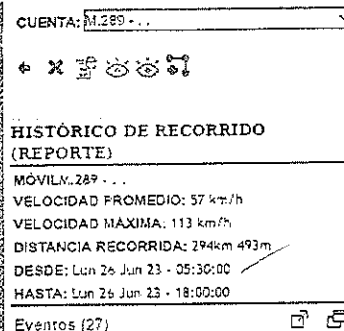 CUENTA: M.289 - . .
HISTÓRICO DE RECORRIDO
(REPORTE)
MÓVIL: M.289 - . . .
VELOCIDAD PROMEDIO: 57 km/h
VELOCIDAD MÁXIMA: 113 km/h
DISTANCIA RECORRIDA: 294km 493m
DESDE: Lun 26 Jun 23 - 05:30:00
HASTA: Lun 26 Jun 23 - 18:00:00
Eventos (27)